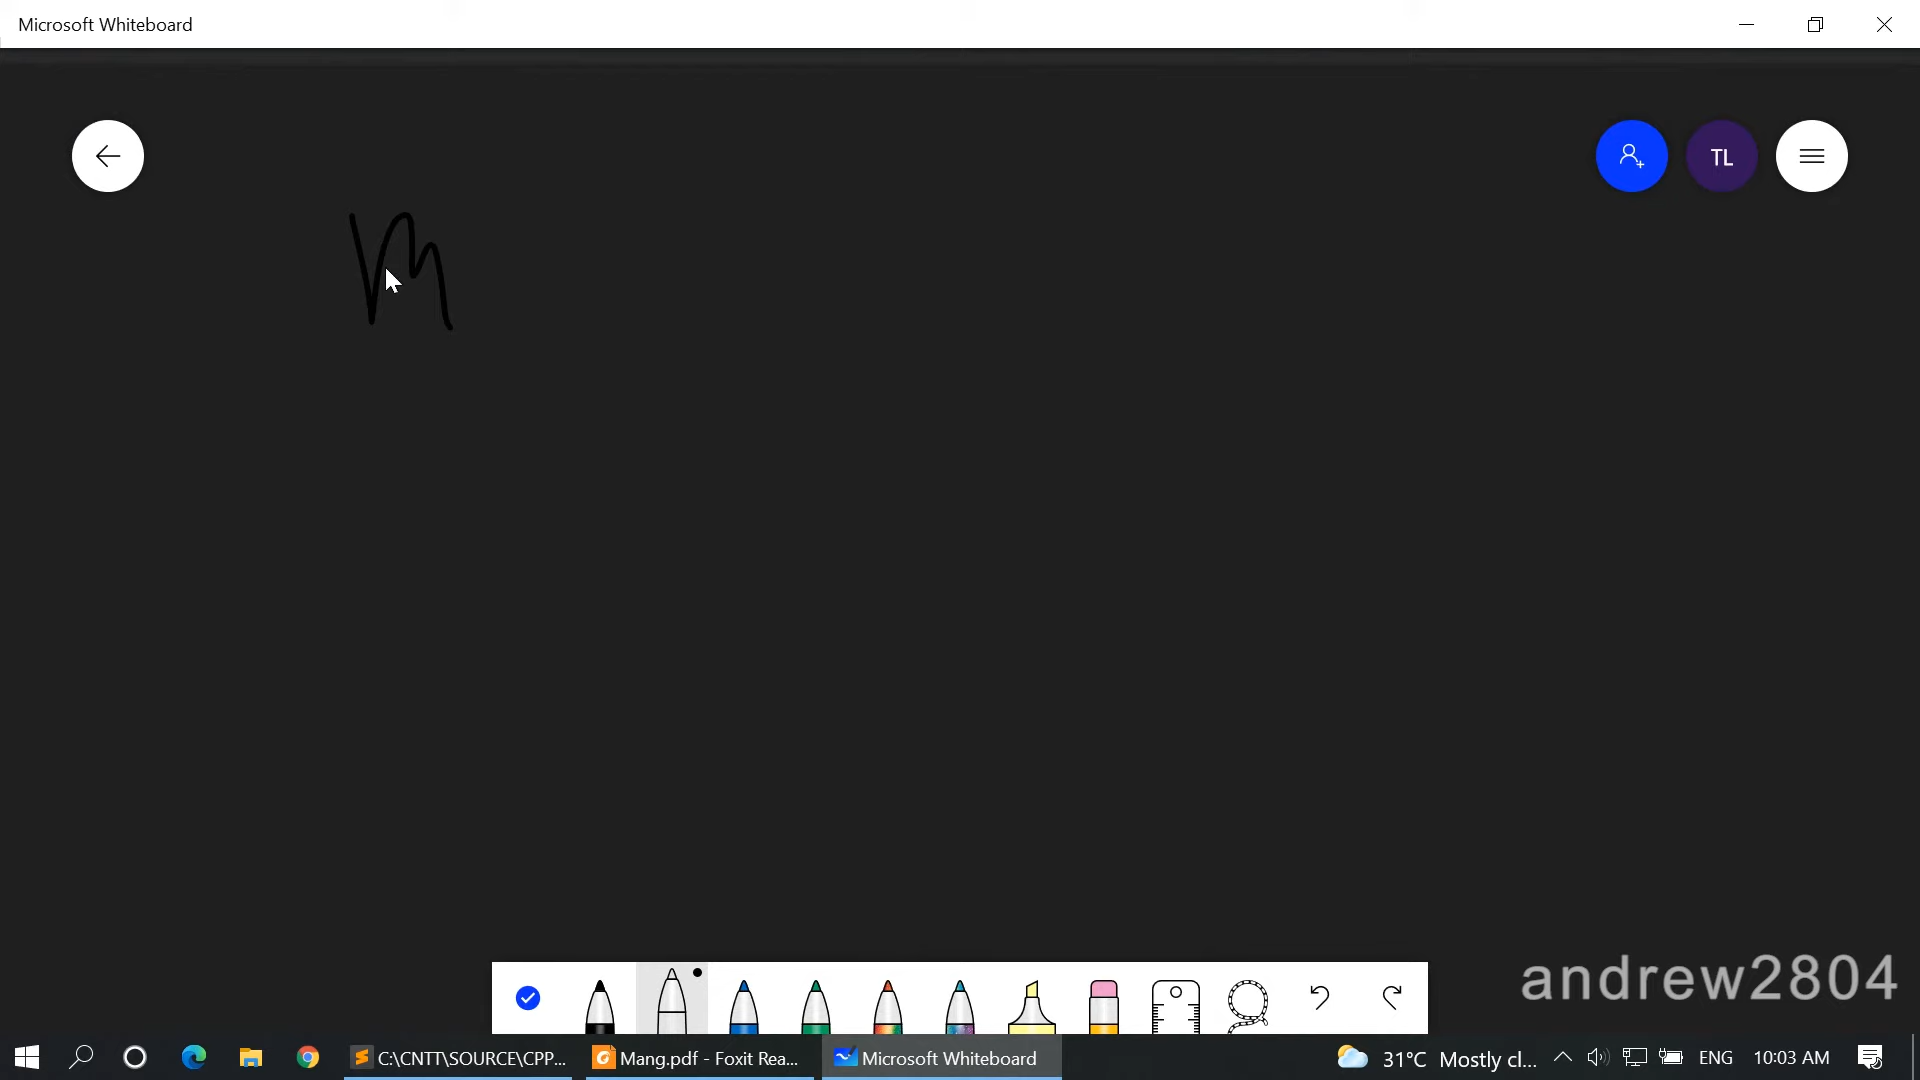 Microsoft Whiteboard
TL
M
andrew2804
C:\CNTT\SOURCE\CPP...
Mang.pdf - Foxit Rea...
Microsoft Whiteboard
31°C Mostly cl...
ENG
10:03 AM